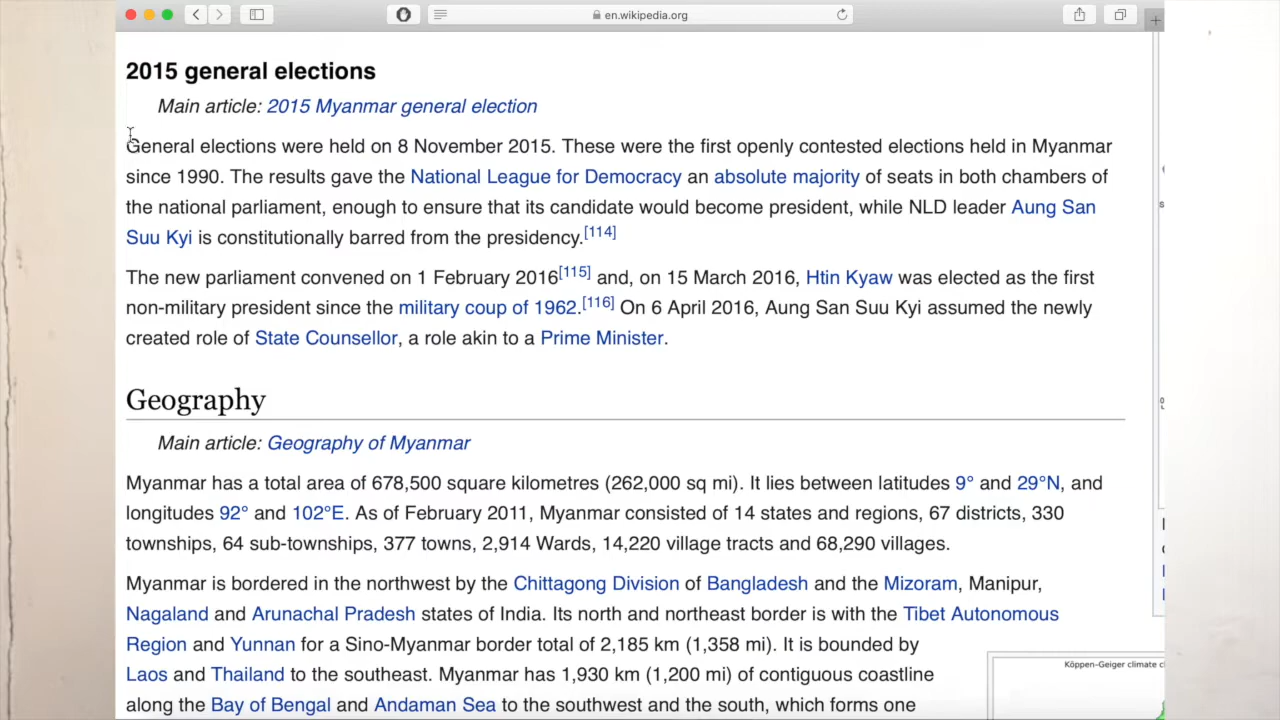 en.wikipedia.org
2015 general elections
Main article: 2015 Myanmar general election
General elections were held on 8 November 2015. These were the first openly contested elections held in Myanmar
since 1990. The results gave the National League for Democracy an absolute majority of seats in both chambers of
the national parliament, enough to ensure that its candidate would become president, while NLD leader Aung San
Suu Kyi is constitutionally barred from the presidency.[114]
The new parliament convened on 1 February 2016[115] and, on 15 March 2016, Htin Kyaw was elected as the first
non-military president since the military coup of 1962.[116] On 6 April 2016, Aung San Suu Kyi assumed the newly
created role of State Counsellor, a role akin to a Prime Minister.
Geography
Main article: Geography of Myanmar
Myanmar has a total area of 678,500 square kilometres (262,000 sq mi). It lies between latitudes 9° and 29°N, and
longitudes 92° and 102°E. As of February 2011, Myanmar consisted of 14 states and regions, 67 districts, 330
townships, 64 sub-townships, 377 towns, 2,914 Wards, 14,220 village tracts and 68,290 villages.
Myanmar is bordered in the northwest by the Chittagong Division of Bangladesh and the Mizoram, Manipur,
Nagaland and Arunachal Pradesh states of India. Its north and northeast border is with the Tibet Autonomous
Region and Yunnan for a Sino-Myanmar border total of 2,185 km (1,358 mi). It is bounded by
Laos and Thailand to the southeast. Myanmar has 1,930 km (1,200 mi) of contiguous coastline
along the Bay of Bengal and Andaman Sea to the southwest and the south, which forms one
Köppen-Geiger climate